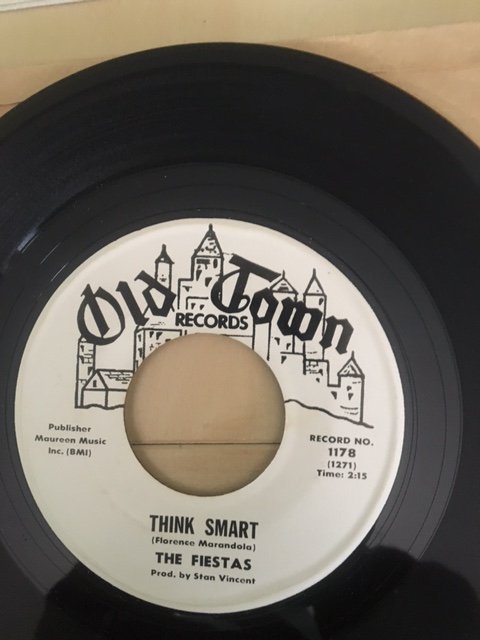 Old Town
RECORDS
Publisher
Maureen Music
Inc. (BMI)
RECORD NO.
1178
(1271)
Time: 2:15
THINK SMART
(Florence Marandola)
THE FIESTAS
Prod. by Stan Vincent